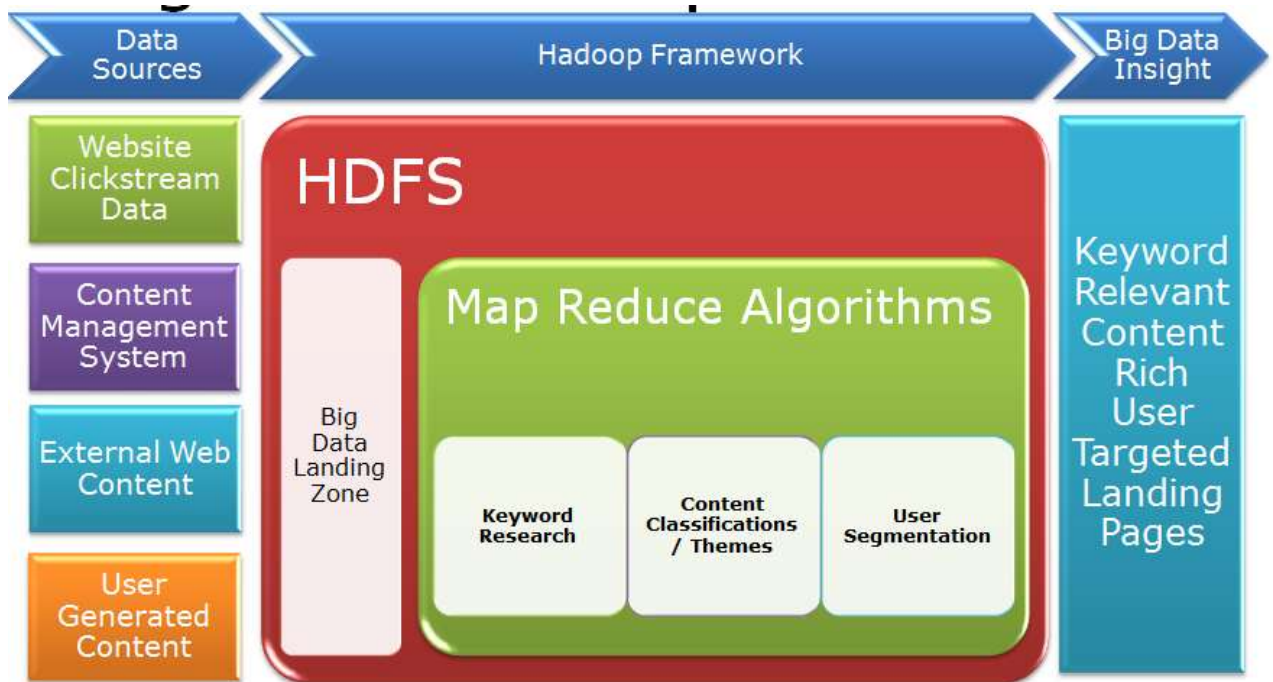 Data
Sources
Hadoop Framework
Big Data
Insight
Website
Clickstream
Data
Content
Management
System
External Web
Content
User
Generated
Content
HDFS
Big
Data
Landing
Zone
Map Reduce Algorithms
Keyword
Research
Content
Classifications
/ Themes
User
Segmentation
Keyword
Relevant
Content
Rich
User
Targeted
Landing
Pages